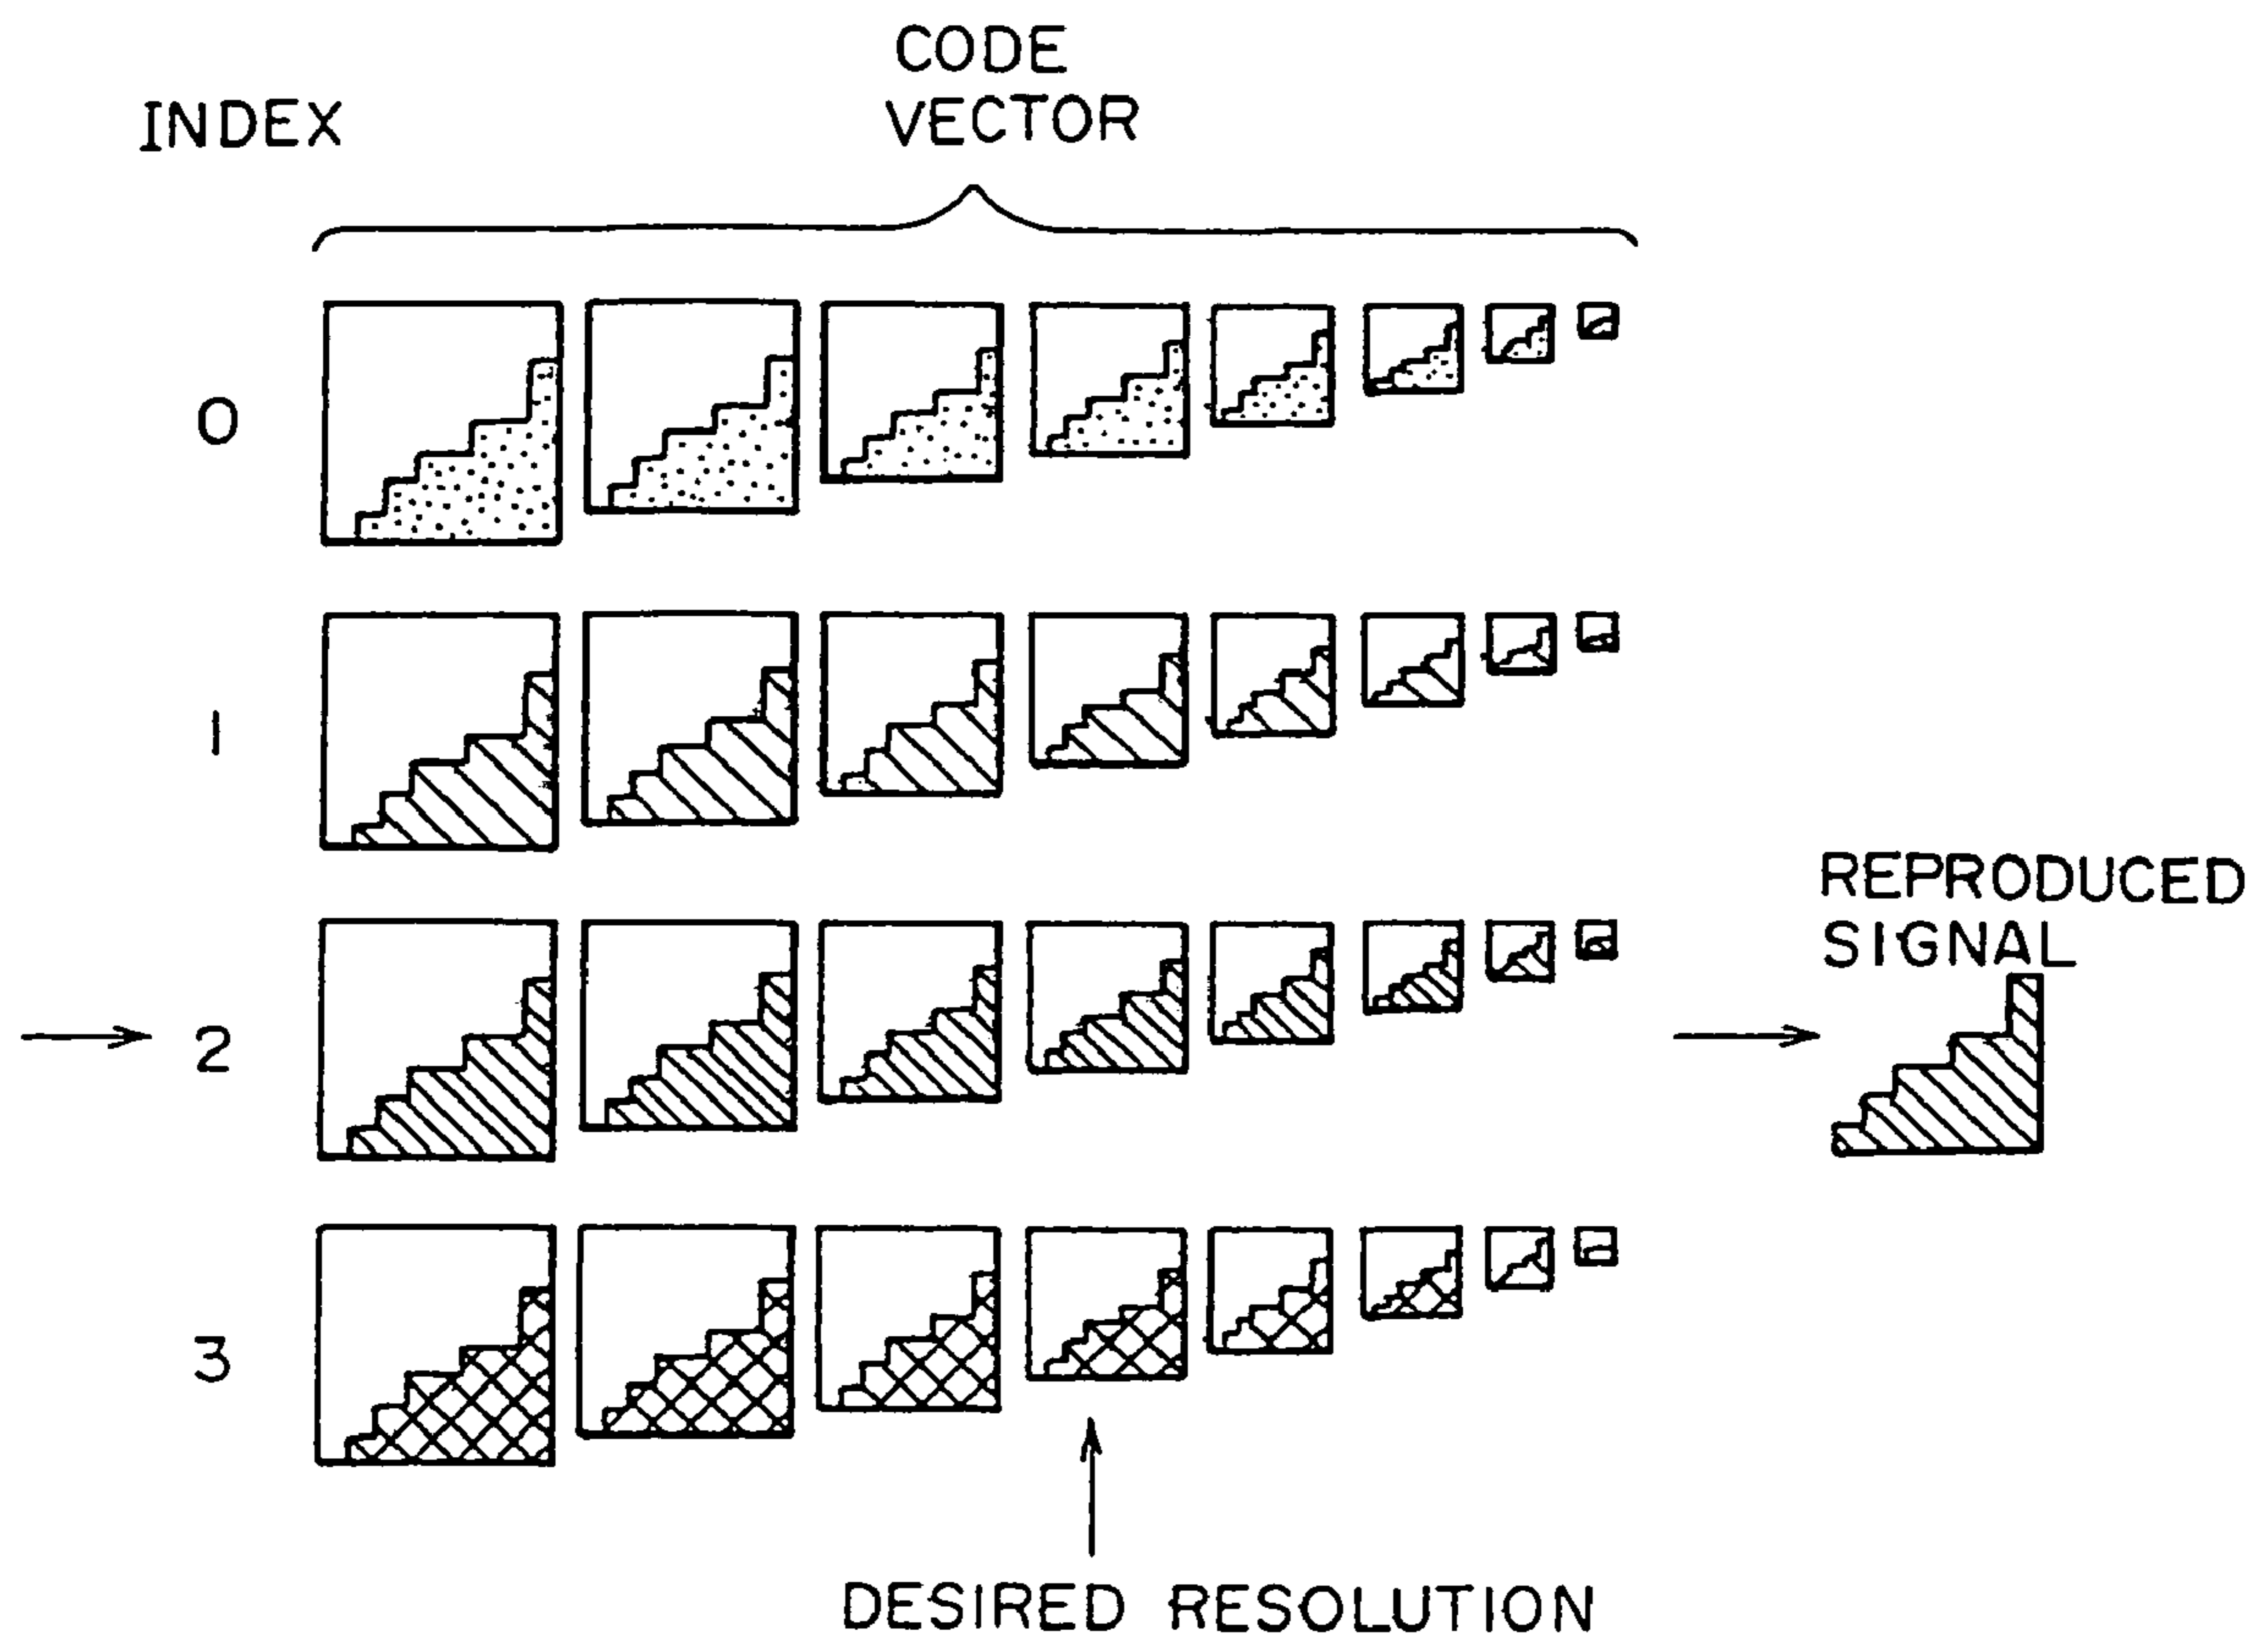 CODE
INDEX VECTOR
0
1
REPRODUCED
SIGNAL
2
3
DESIRED RESOLUTION